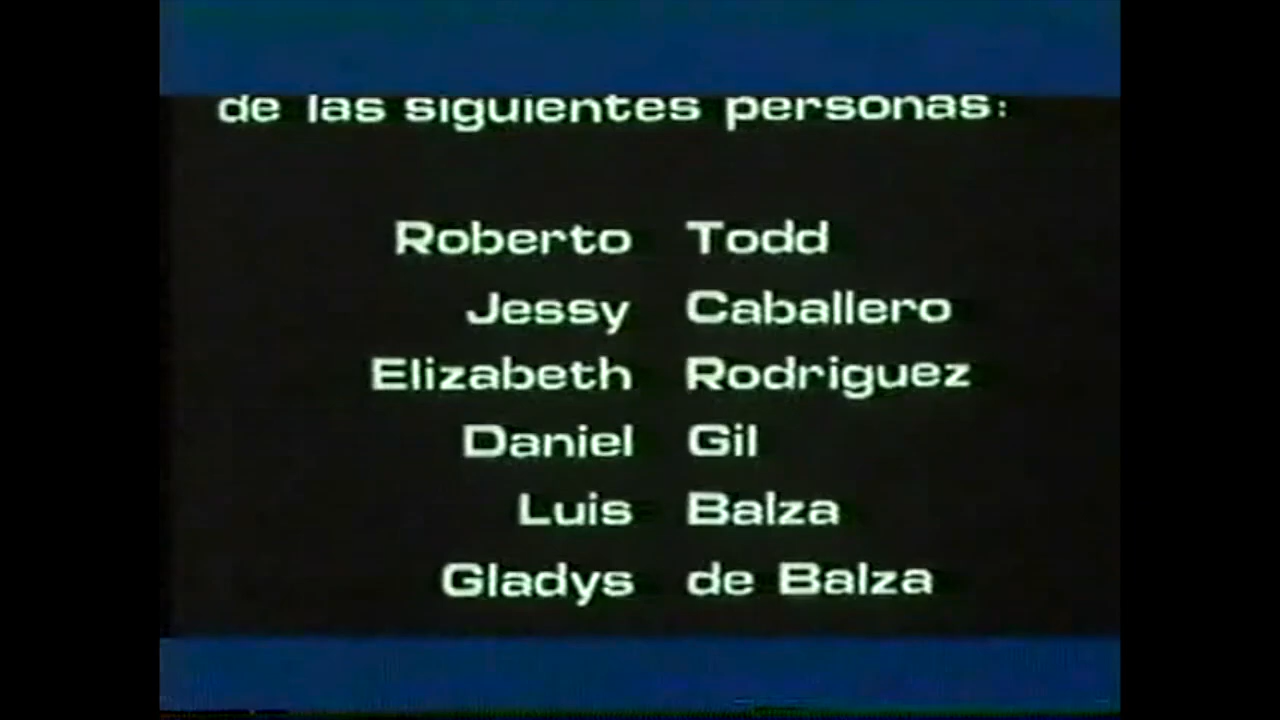 de las siguientes personas:
Roberto Todd
Jessy Caballero
Elizabeth Rodriguez
Daniel Gil
Luis Balza
Gladys de Balza